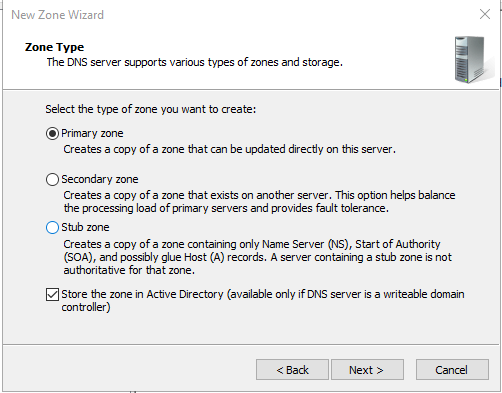 New Zone Wizard
Zone Type
The DNS server supports various types of zones and storage.
Select the type of zone you want to create:
Primary zone
Creates a copy of a zone that can be updated directly on this server.
Secondary zone
Creates a copy of a zone that exists on another server. This option helps balance
the processing load of primary servers and provides fault tolerance.
Stub zone
Creates a copy of a zone containing only Name Server (NS), Start of Authority
(SOA), and possibly glue Host (A) records. A server containing a stub zone is not
authoritative for that zone.
Store the zone in Active Directory (available only if DNS server is a writeable domain
controller)
< Back Next > Cancel